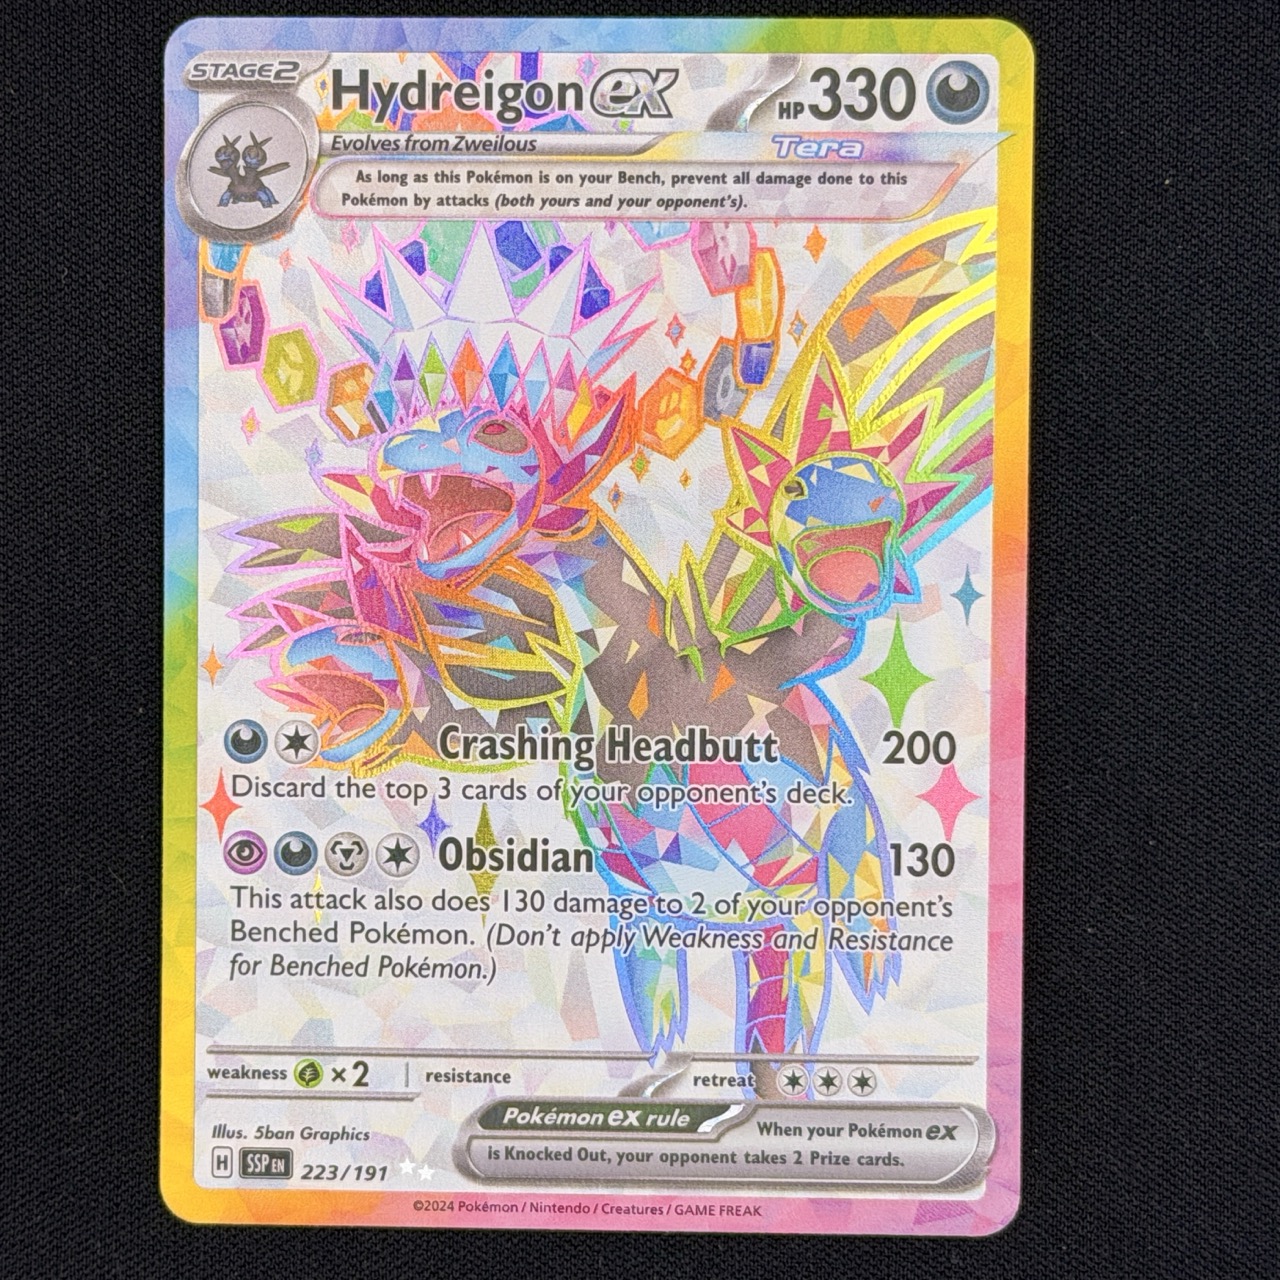 STAGE2
Hydreigon ex
HP 330
Evolves from Zweilous
Tera
As long as this Pokémon is on your Bench, prevent all damage done to this
Pokémon by attacks (both yours and your opponent's).
Crashing Headbutt 200
Discard the top 3 cards of your opponent's deck.
Obsidian 130
This attack also does 130 damage to 2 of your opponent's
Benched Pokémon. (Don't apply Weakness and Resistance
for Benched Pokémon.)
weakness ×2 resistance retreat
Pokémon ex rule
When your Pokémon ex
is Knocked Out, your opponent takes 2 Prize cards.
Illus. 5ban Graphics
H SSP EN 223/191
©2024 Pokémon / Nintendo / Creatures / GAME FREAK